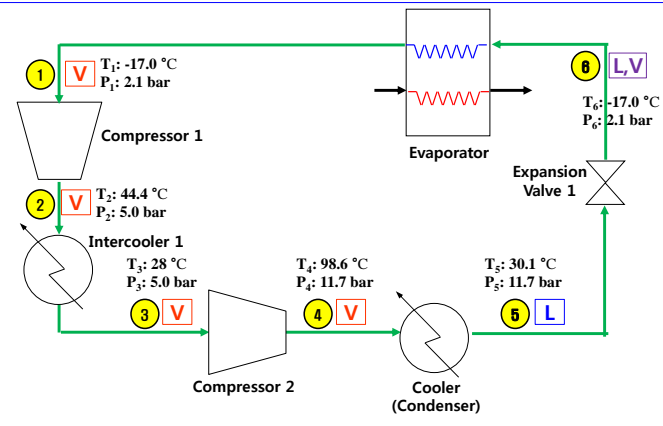 1
V
T₁: -17.0 °C
P₁: 2.1 bar
Compressor 1
2
V
T₂: 44.4 °C
P₂: 5.0 bar
Intercooler 1
T₃: 28 °C
P₃: 5.0 bar
3
V
Compressor 2
T₄: 98.6 °C
P₄: 11.7 bar
4
V
Cooler
(Condenser)
T₅: 30.1 °C
P₅: 11.7 bar
5
L
Expansion
Valve 1
6
L,V
T₆: -17.0 °C
P₆: 2.1 bar
Evaporator